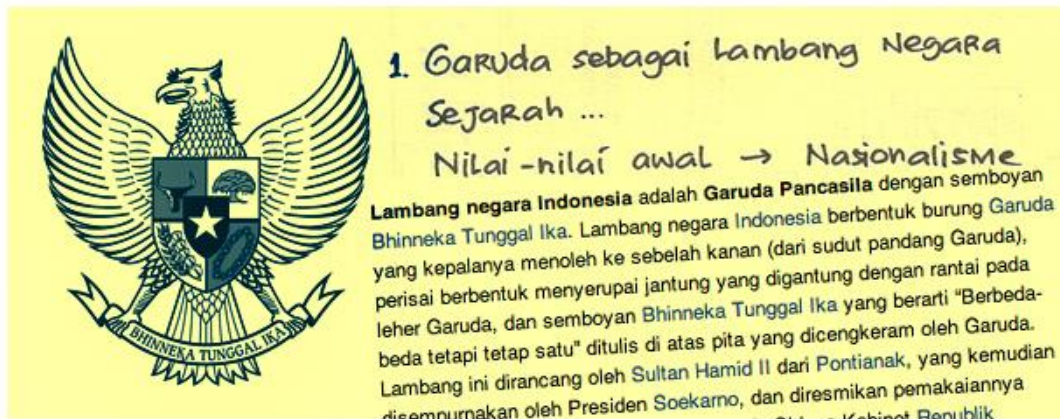 BHINNEKA TUNGGAL IKA
1. Garuda sebagai Lambang Negara
Sejarah ...
Nilai-nilai awal → Nasionalisme
Lambang negara Indonesia adalah Garuda Pancasila dengan semboyan
Bhinneka Tunggal Ika. Lambang negara Indonesia berbentuk burung Garuda
yang kepalanya menoleh ke sebelah kanan (dari sudut pandang Garuda),
perisai berbentuk menyerupai jantung yang digantung dengan rantai pada
leher Garuda, dan semboyan Bhinneka Tunggal Ika yang berarti “Berbeda-
beda tetapi tetap satu” ditulis di atas pita yang dicengkeram oleh Garuda.
Lambang ini dirancang oleh Sultan Hamid II dari Pontianak, yang kemudian
disempurnakan oleh Presiden Soekarno, dan diresmikan pemakaiannya
Kabinet Republik